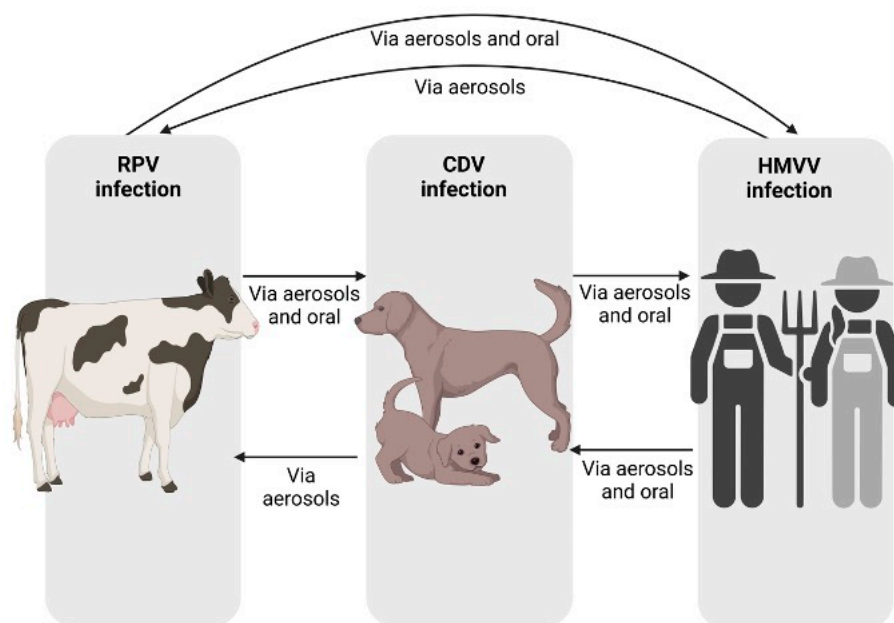 Via aerosols and oral
Via aerosols
RPV
infection
CDV
infection
HMVV
infection
Via aerosols
and oral
Via aerosols
and oral
Via
aerosols
Via aerosols
and oral